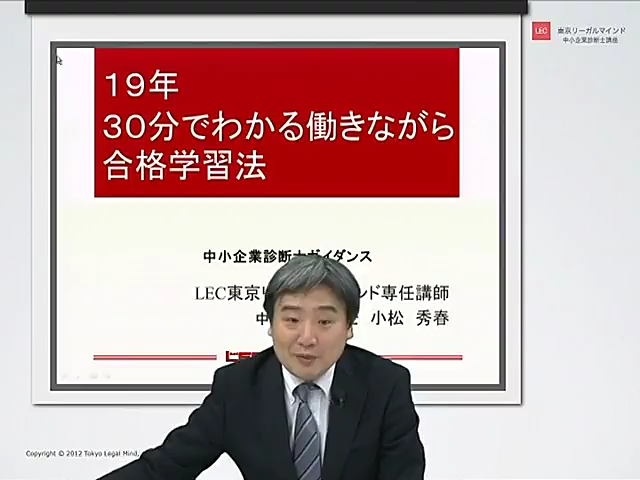 LEC 東京リーガルマインド
中小企業診断士講座
19年
30分でわかる働きながら
合格学習法
中小企業診断士ガイダンス
LEC東京リ ンド専任講師
中 小松 秀春
Copyright © 2012 Tokyo Legal Mind,